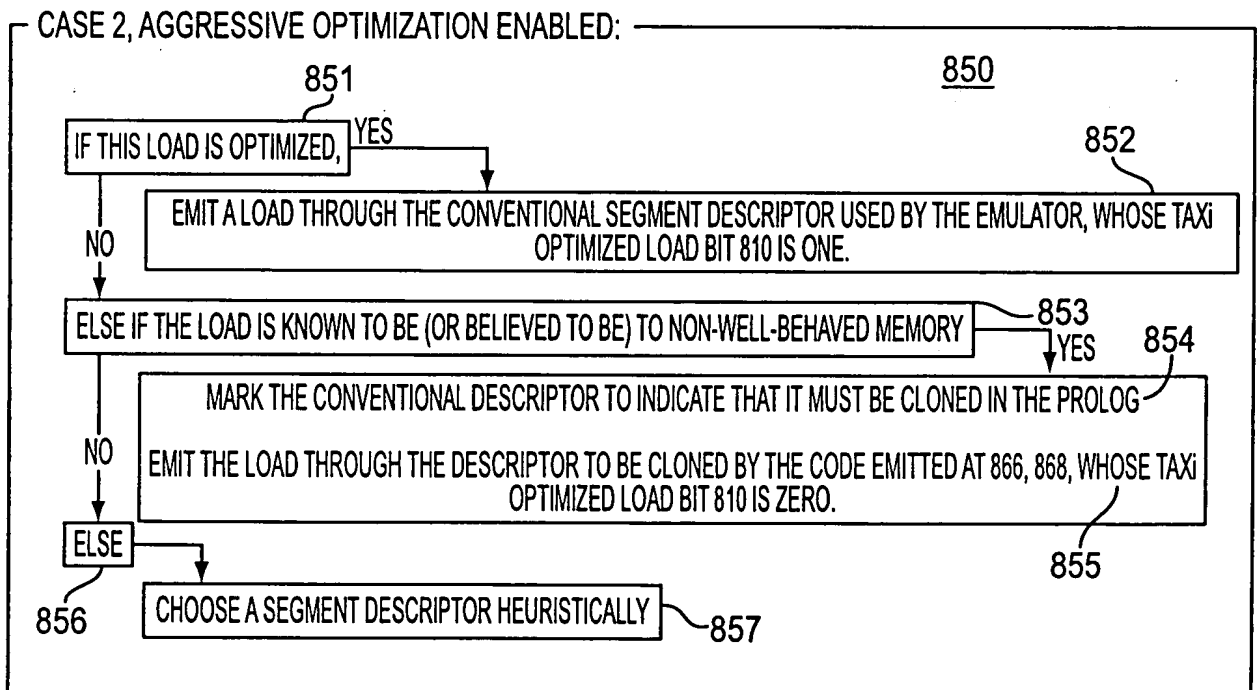 CASE 2, AGGRESSIVE OPTIMIZATION ENABLED:
850
851
IF THIS LOAD IS OPTIMIZED,
YES
852
EMIT A LOAD THROUGH THE CONVENTIONAL SEGMENT DESCRIPTOR USED BY THE EMULATOR, WHOSE TAXi
OPTIMIZED LOAD BIT 810 IS ONE.
NO
853
ELSE IF THE LOAD IS KNOWN TO BE (OR BELIEVED TO BE) TO NON-WELL-BEHAVED MEMORY
YES
854
MARK THE CONVENTIONAL DESCRIPTOR TO INDICATE THAT IT MUST BE CLONED IN THE PROLOG
NO
EMIT THE LOAD THROUGH THE DESCRIPTOR TO BE CLONED BY THE CODE EMITTED AT 866, 868, WHOSE TAXi
OPTIMIZED LOAD BIT 810 IS ZERO.
855
ELSE
856
CHOOSE A SEGMENT DESCRIPTOR HEURISTICALLY
857